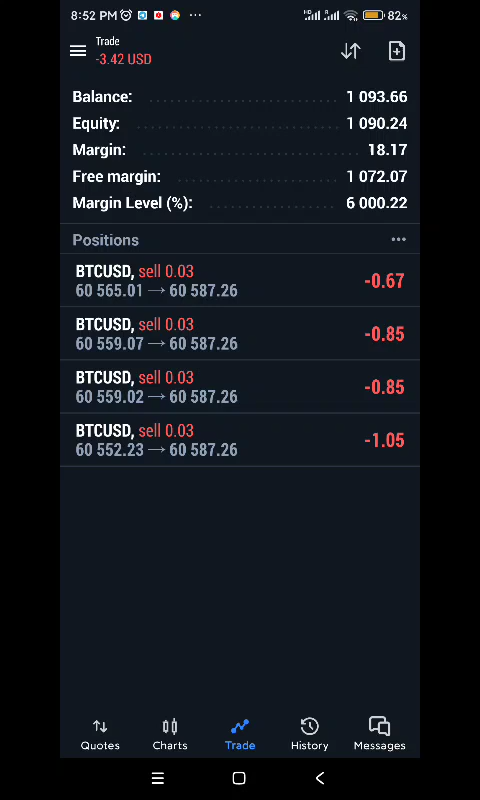 8:52 PM ... 82%
Trade
-3.42 USD
Balance: 1 093.66
Equity: 1 090.24
Margin: 18.17
Free margin: 1 072.07
Margin Level (%): 6 000.22
Positions
BTCUSD, sell 0.03
60 565.01 → 60 587.26 -0.67
BTCUSD, sell 0.03
60 559.07 → 60 587.26 -0.85
BTCUSD, sell 0.03
60 559.02 → 60 587.26 -0.85
BTCUSD, sell 0.03
60 552.23 → 60 587.26 -1.05
Quotes Charts Trade History Messages